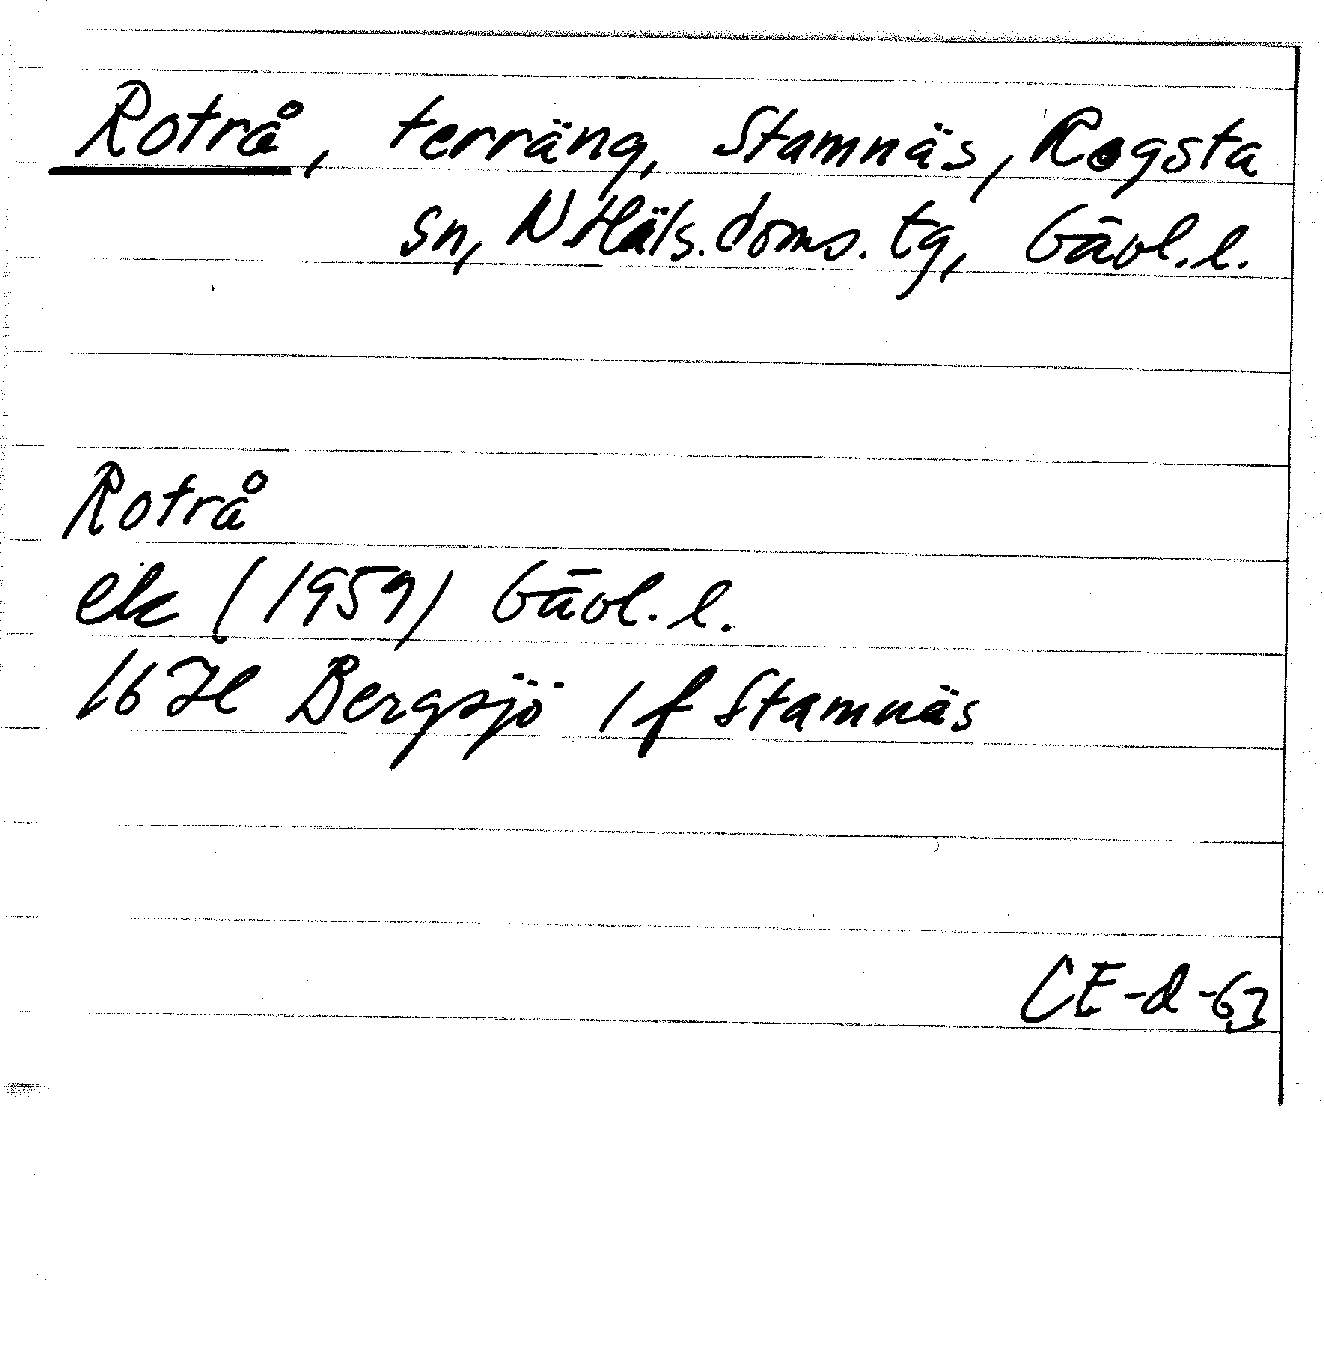 Rotrå, terräng, Stamnäs, Rogsta
sn, N Häls. doms. tg, Gävl. l.
Rotrå
ek (1959) Gävl. l.
16 H Bergsjö 1 f Stamnäs
CE-d-63